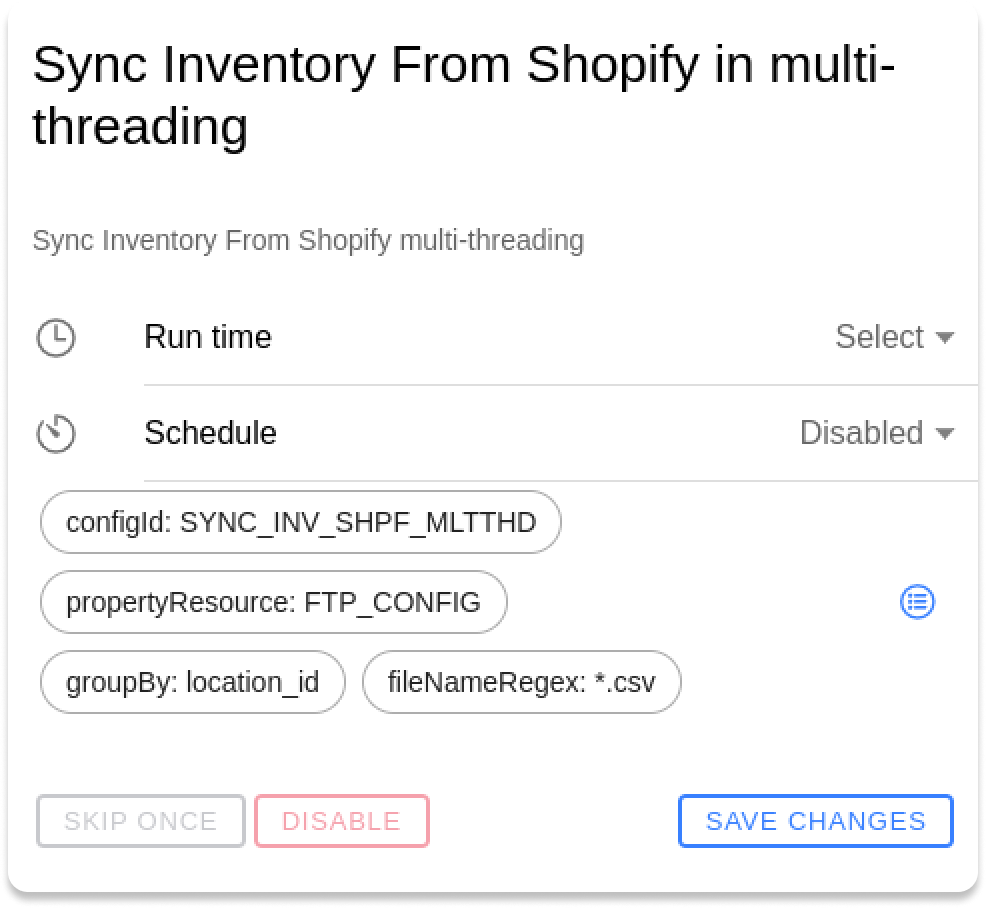 Sync Inventory From Shopify in multi-
threading
Sync Inventory From Shopify multi-threading
Run time Select
Schedule Disabled
configId: SYNC_INV_SHPF_MLTTHD
propertyResource: FTP_CONFIG
groupBy: location_id fileNameRegex: *.csv
SKIP ONCE DISABLE SAVE CHANGES